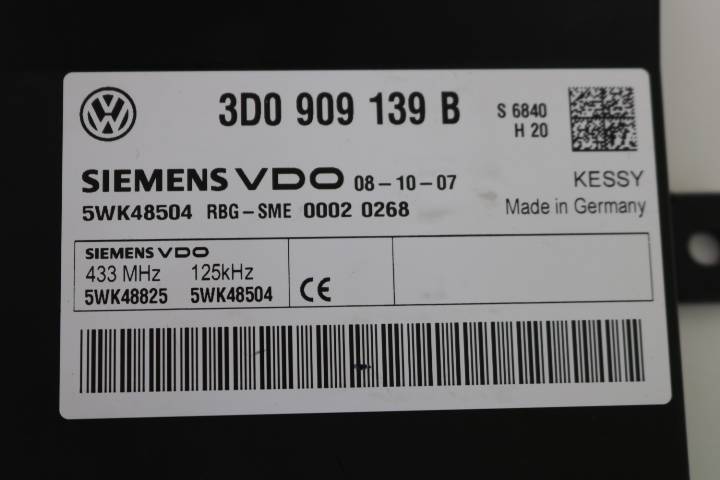 3D0 909 139 B
S 6840
H 20
SIEMENS VDO 08-10-07
KESSY
5WK48504 RBG-SME 0002 0268
Made in Germany
SIEMENS VDO
433 MHz 125kHz
5WK48825 5WK48504
CE